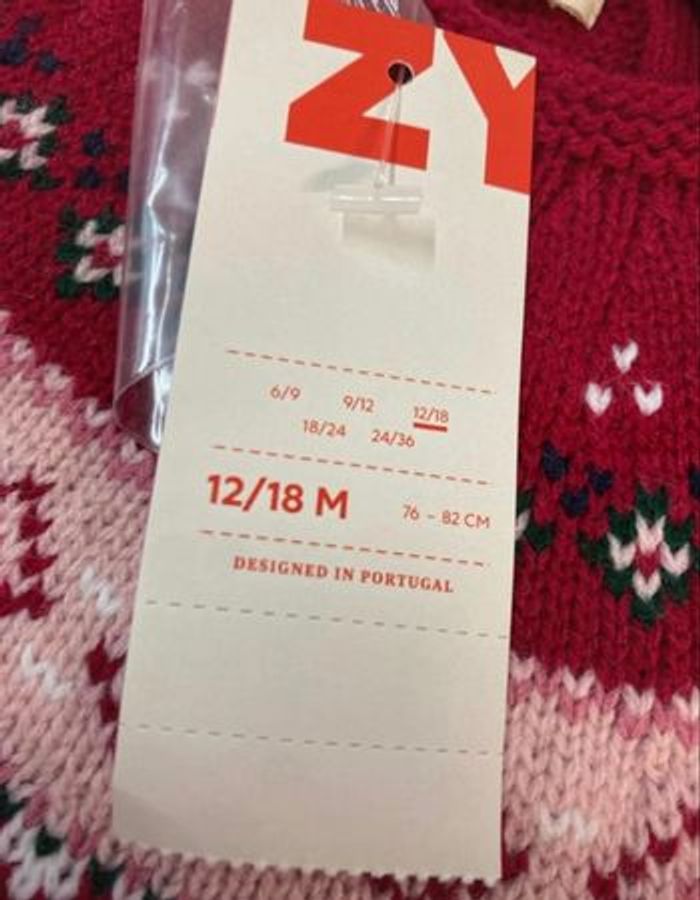 ZY
6/9 9/12 12/18
18/24 24/36
12/18 M 76 - 82 CM
DESIGNED IN PORTUGAL